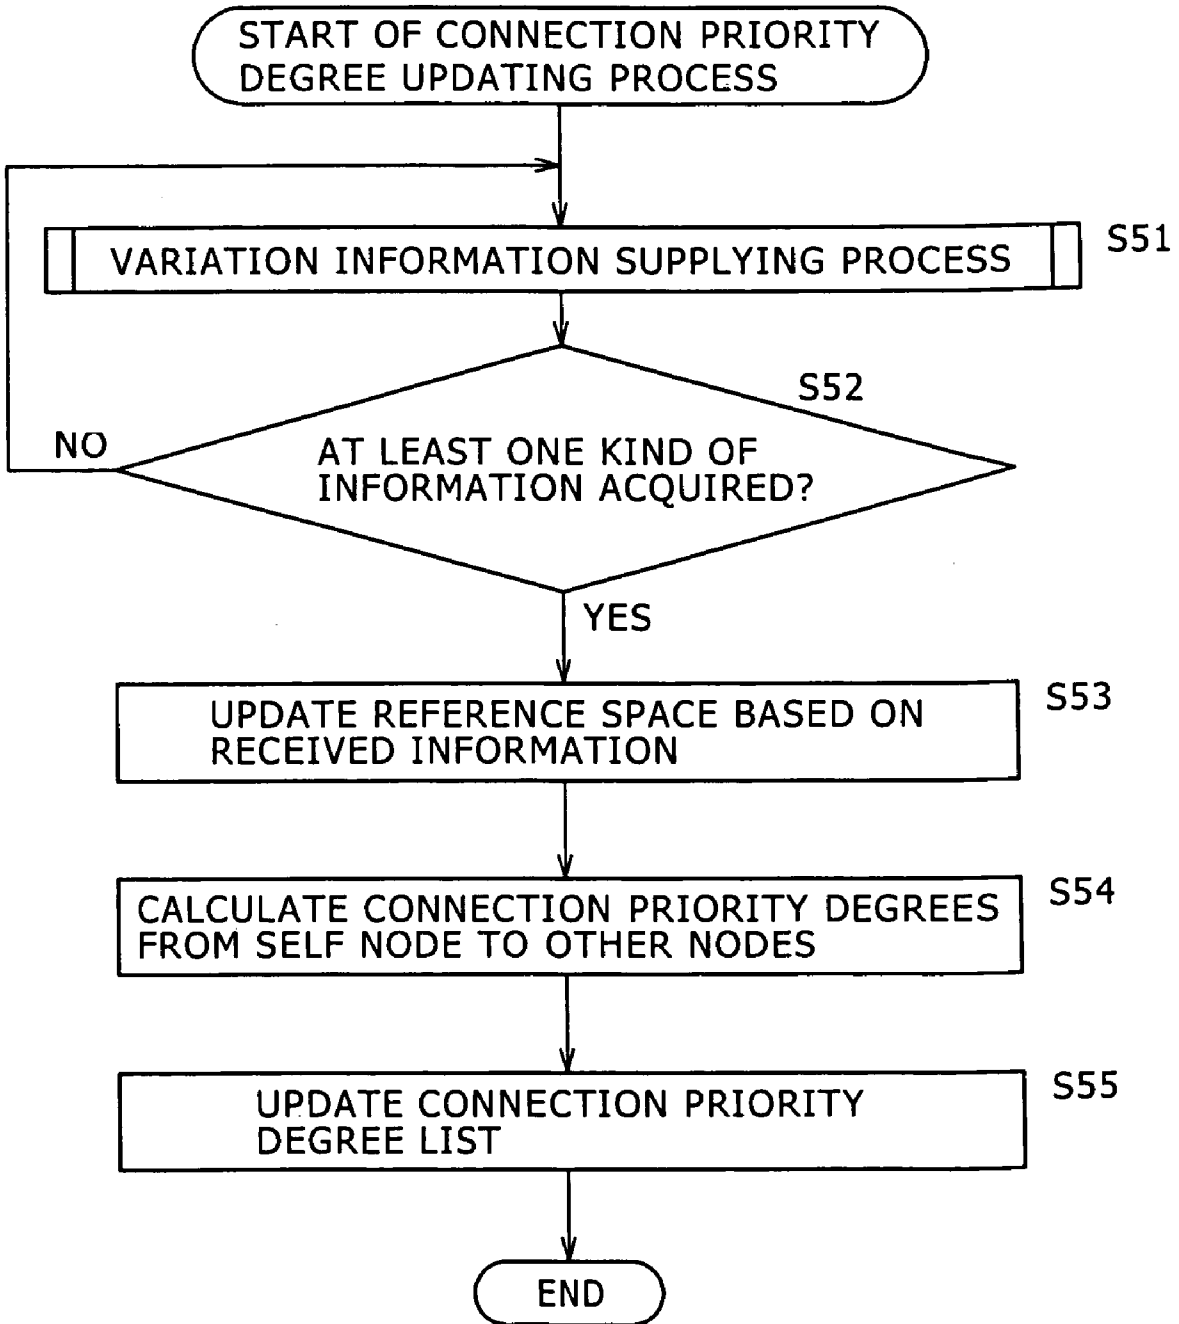 START OF CONNECTION PRIORITY
DEGREE UPDATING PROCESS
VARIATION INFORMATION SUPPLYING PROCESS
S51
S52
NO
AT LEAST ONE KIND OF
INFORMATION ACQUIRED?
YES
UPDATE REFERENCE SPACE BASED ON
RECEIVED INFORMATION
S53
CALCULATE CONNECTION PRIORITY DEGREES
FROM SELF NODE TO OTHER NODES
S54
UPDATE CONNECTION PRIORITY
DEGREE LIST
S55
END